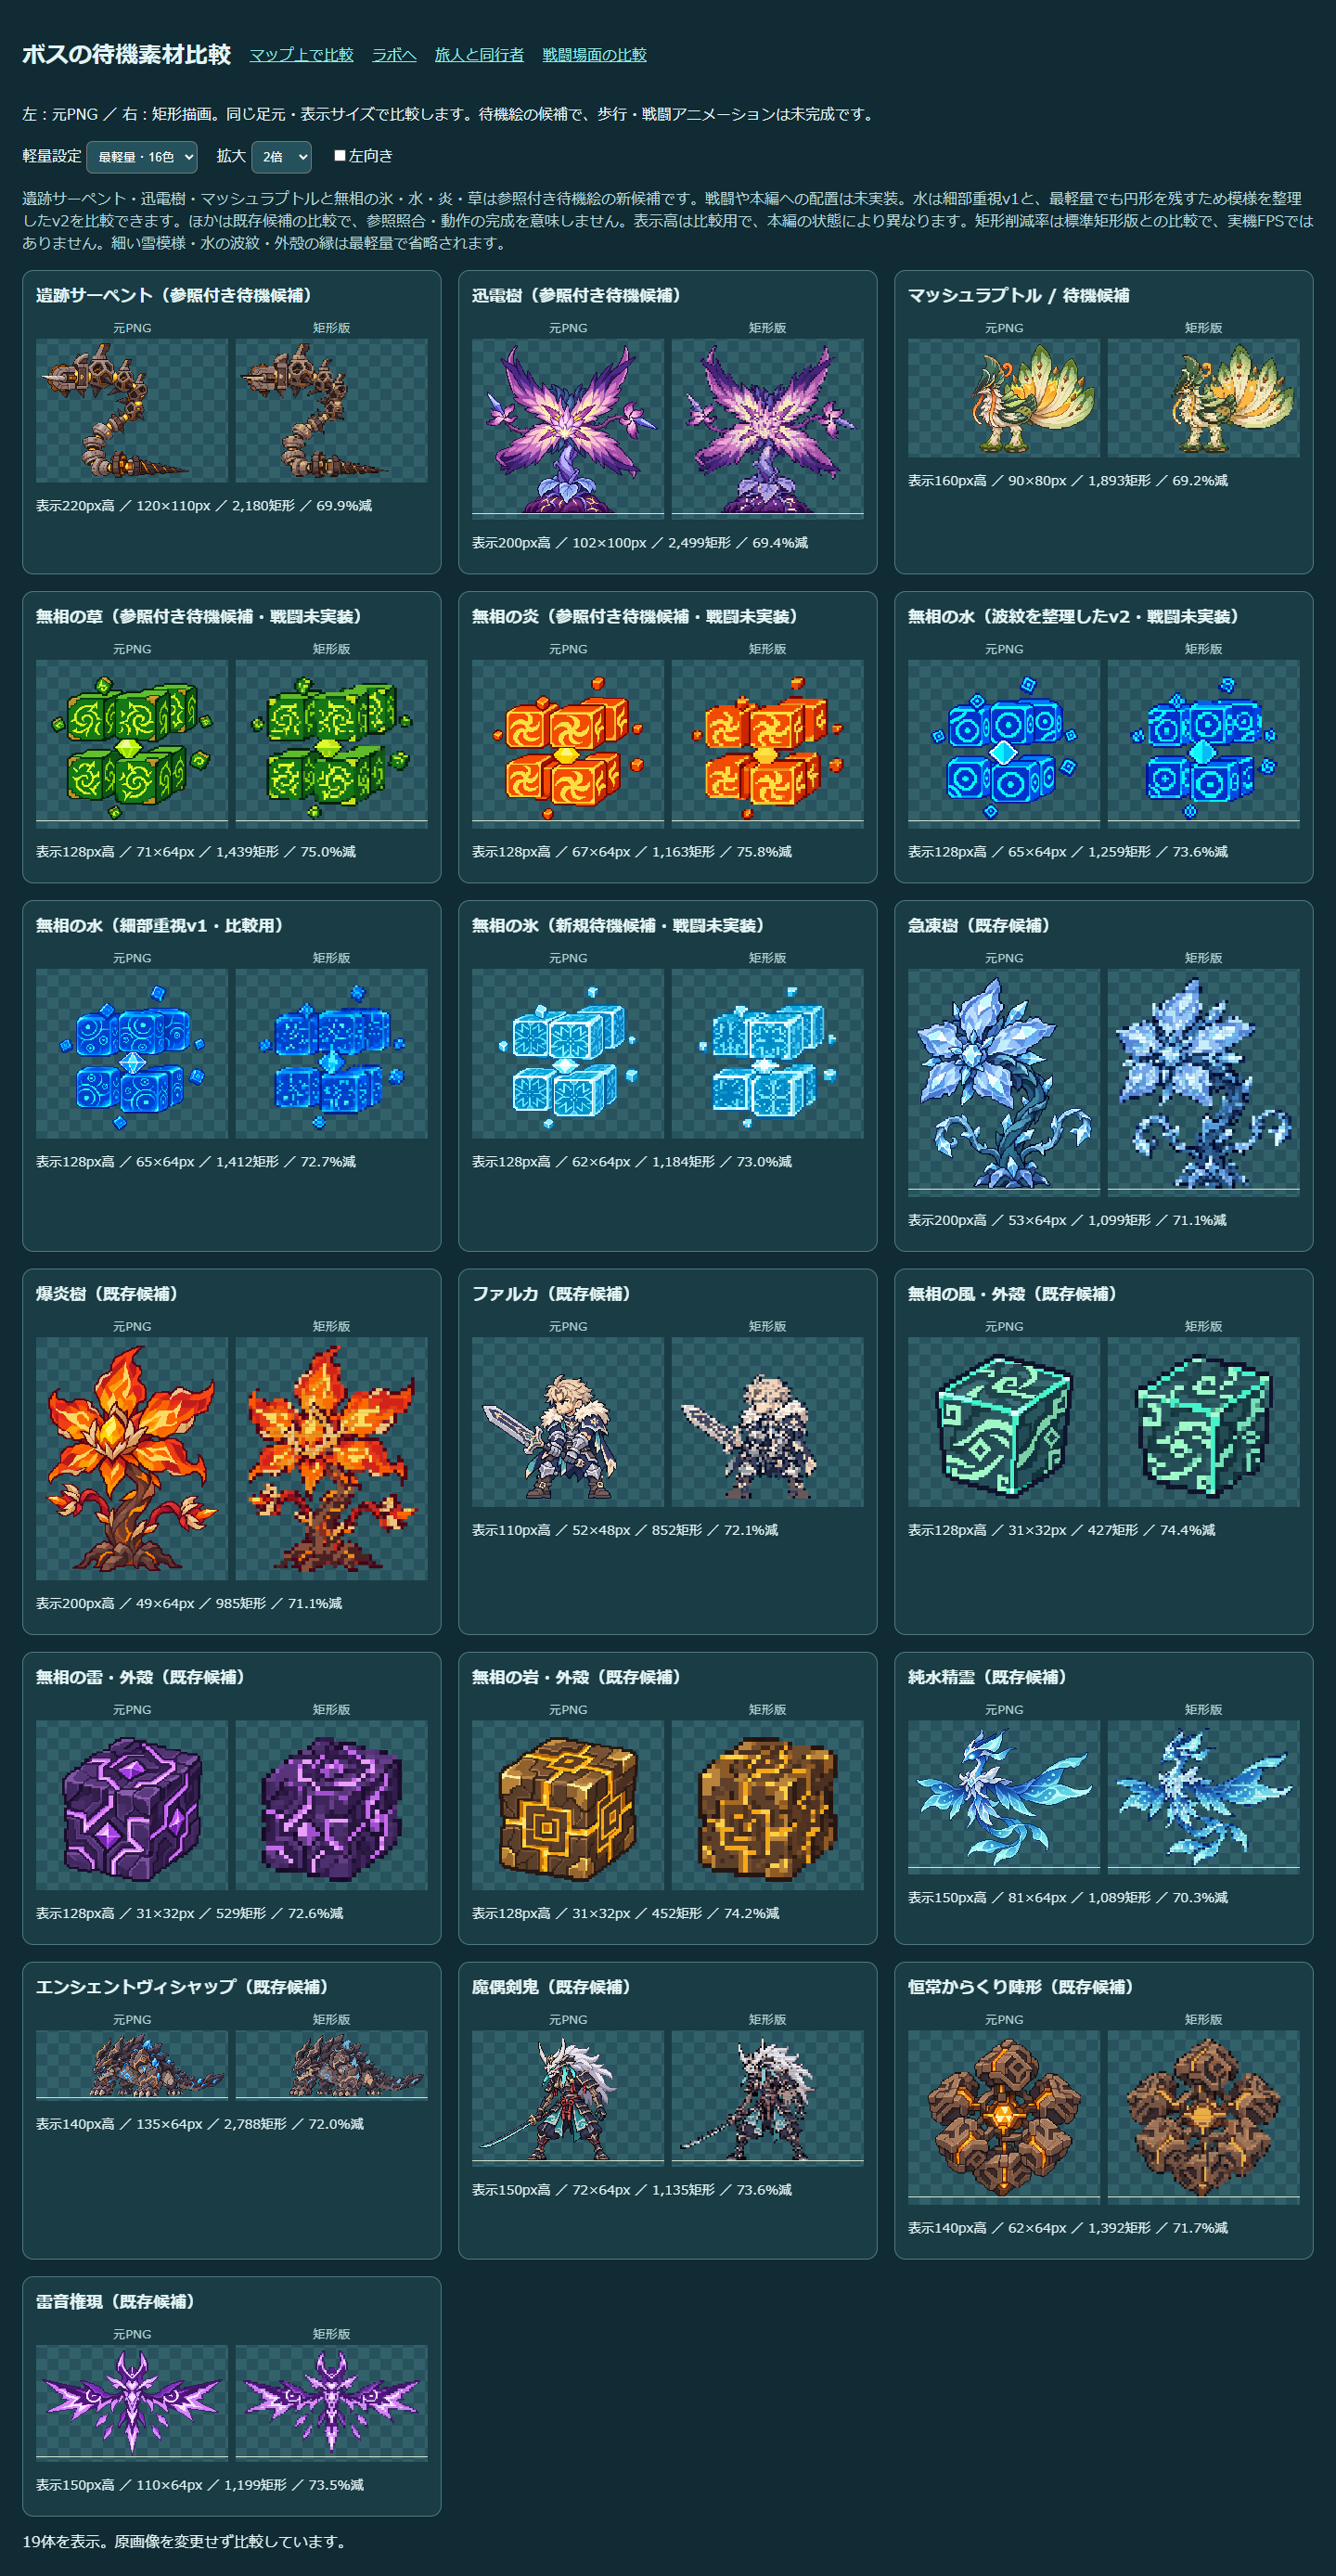 ボスの待機素材比較 マップ上で比較 ラボへ 旅人と同行者 戦闘場面の比較
左：元PNG ／ 右：矩形描画。同じ足元・表示サイズで比較します。待機絵の候補で、歩行・戦闘アニメーションは未完成です。
軽量設定 最軽量・16色 拡大 2倍 左向き
遺跡サーペント・迅電樹・マッシュラプトルと無相の氷・水・炎・草は参照付き待機絵の新候補です。戦闘や本編への配置は未実装。水は細部重視v1と、最軽量でも円形を残すため模様を整理
したv2を比較できます。ほかは既存候補の比較で、参照照合・動作の完成を意味しません。表示高は比較用で、本編の状態により異なります。矩形削減率は標準矩形版との比較で、実機FPSでは
ありません。細い雪模様・水の波紋・外殻の縁は最軽量で省略されます。
遺跡サーペント（参照付き待機候補）
元PNG 矩形版
表示220px高 ／ 120×110px ／ 2,180矩形 ／ 69.9%減
迅電樹（参照付き待機候補）
元PNG 矩形版
表示200px高 ／ 102×100px ／ 2,499矩形 ／ 69.4%減
マッシュラプトル / 待機候補
元PNG 矩形版
表示160px高 ／ 90×80px ／ 1,893矩形 ／ 69.2%減
無相の草（参照付き待機候補・戦闘未実装）
元PNG 矩形版
表示128px高 ／ 71×64px ／ 1,439矩形 ／ 75.0%減
無相の炎（参照付き待機候補・戦闘未実装）
元PNG 矩形版
表示128px高 ／ 67×64px ／ 1,163矩形 ／ 75.8%減
無相の水（波紋を整理したv2・戦闘未実装）
元PNG 矩形版
表示128px高 ／ 65×64px ／ 1,259矩形 ／ 73.6%減
無相の水（細部重視v1・比較用）
元PNG 矩形版
表示128px高 ／ 65×64px ／ 1,412矩形 ／ 72.7%減
無相の氷（新規待機候補・戦闘未実装）
元PNG 矩形版
表示128px高 ／ 62×64px ／ 1,184矩形 ／ 73.0%減
急凍樹（既存候補）
元PNG 矩形版
表示200px高 ／ 53×64px ／ 1,099矩形 ／ 71.1%減
爆炎樹（既存候補）
元PNG 矩形版
表示200px高 ／ 49×64px ／ 985矩形 ／ 71.1%減
ファルカ（既存候補）
元PNG 矩形版
表示110px高 ／ 52×48px ／ 852矩形 ／ 72.1%減
無相の風・外殻（既存候補）
元PNG 矩形版
表示128px高 ／ 31×32px ／ 427矩形 ／ 74.4%減
無相の雷・外殻（既存候補）
元PNG 矩形版
表示128px高 ／ 31×32px ／ 529矩形 ／ 72.6%減
無相の岩・外殻（既存候補）
元PNG 矩形版
表示128px高 ／ 31×32px ／ 452矩形 ／ 74.2%減
純水精霊（既存候補）
元PNG 矩形版
表示150px高 ／ 81×64px ／ 1,089矩形 ／ 70.3%減
エンシェントヴィシャップ（既存候補）
元PNG 矩形版
表示140px高 ／ 135×64px ／ 2,788矩形 ／ 72.0%減
魔偶剣鬼（既存候補）
元PNG 矩形版
表示150px高 ／ 72×64px ／ 1,135矩形 ／ 73.6%減
恒常からくり陣形（既存候補）
元PNG 矩形版
表示140px高 ／ 62×64px ／ 1,392矩形 ／ 71.7%減
雷音権現（既存候補）
元PNG 矩形版
表示150px高 ／ 110×64px ／ 1,199矩形 ／ 73.5%減
19体を表示。原画像を変更せず比較しています。